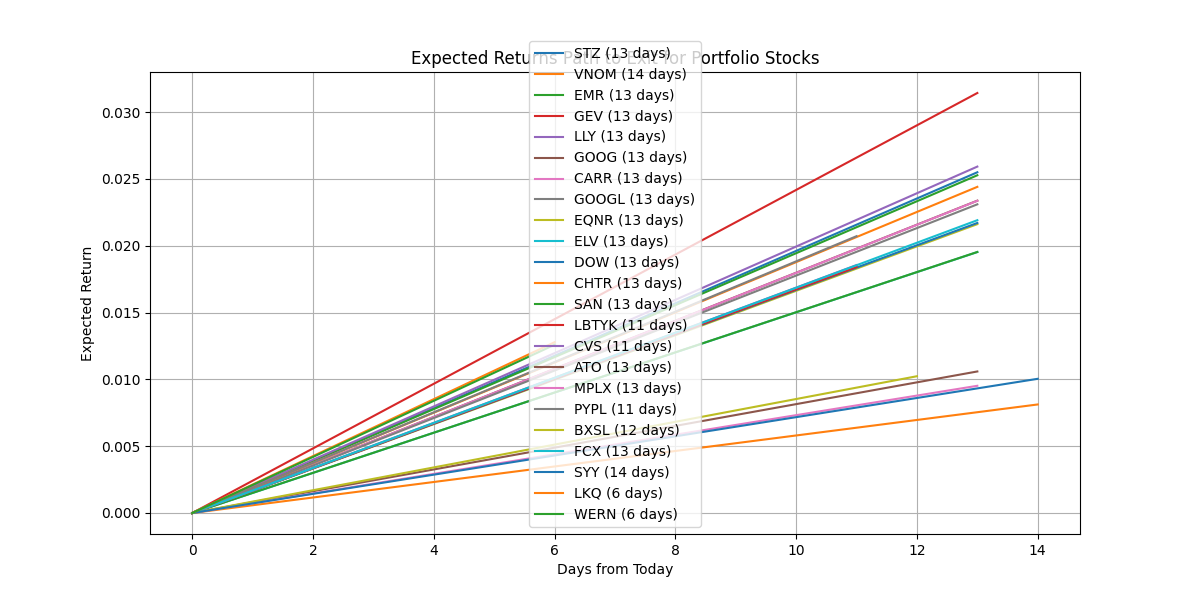 Expected Returns Path to Exit for Portfolio Stocks
STZ (13 days)
VNOM (14 days)
EMR (13 days)
GEV (13 days)
LLY (13 days)
GOOG (13 days)
CARR (13 days)
GOOGL (13 days)
EQNR (13 days)
ELV (13 days)
DOW (13 days)
CHTR (13 days)
SAN (13 days)
LBTYK (11 days)
CVS (11 days)
ATO (13 days)
MPLX (13 days)
PYPL (11 days)
BXSL (12 days)
FCX (13 days)
SYY (14 days)
LKQ (6 days)
WERN (6 days)
Expected Return
0.030
0.025
0.020
0.015
0.010
0.005
0.000
0 2 4 6 8 10 12 14
Days from Today